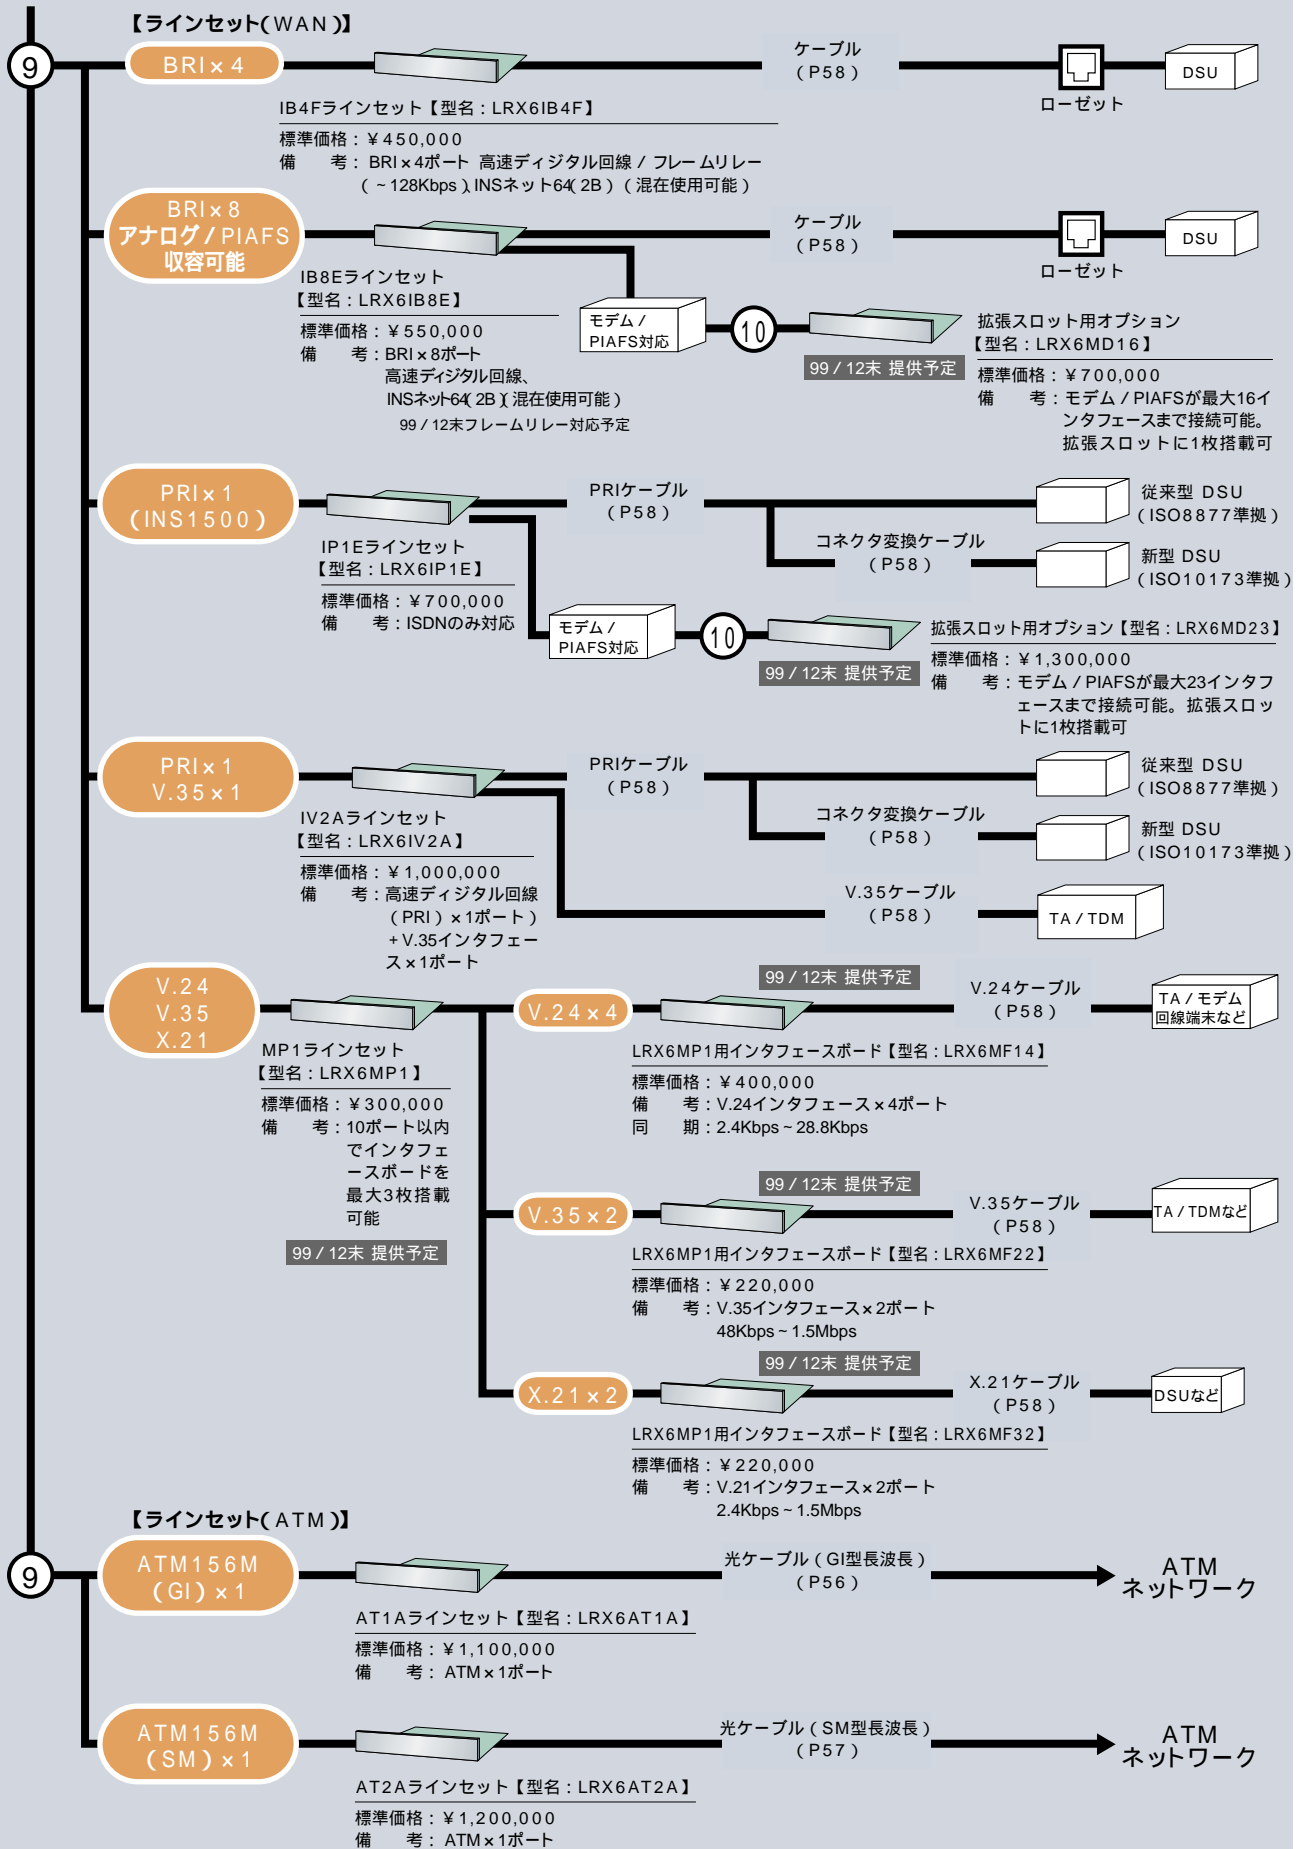 【ラインセット(WAN)】
9
BRI×4
ケーブル
(P58)
ローゼット
DSU
IB4Fラインセット【型名：LRX6IB4F】
標準価格：￥450,000
備　考：BRI×4ポート 高速ディジタル回線/フレームリレー
(~128Kbps)、INSネット64(2B)(混在使用可能)
BRI×8
アナログ/PIAFS
収容可能
ケーブル
(P58)
ローゼット
DSU
IB8Eラインセット
【型名：LRX6IB8E】
標準価格：￥550,000
備　考：BRI×8ポート
高速ディジタル回線、
INSネット64(2B)(混在使用可能)
99/12末フレームリレー対応予定
モデム/
PIAFS対応
10
99/12末 提供予定
拡張スロット用オプション
【型名：LRX6MD16】
標準価格：￥700,000
備　考：モデム/PIAFSが最大16イ
ンタフェースまで接続可能。
拡張スロットに1枚搭載可
PRI×1
(INS1500)
PRIケーブル
(P58)
従来型 DSU
(ISO8877準拠)
コネクタ変換ケーブル
(P58)
新型 DSU
(ISO10173準拠)
IP1Eラインセット
【型名：LRX6IP1E】
標準価格：￥700,000
備　考：ISDNのみ対応
モデム/
PIAFS対応
10
99/12末 提供予定
拡張スロット用オプション【型名：LRX6MD23】
標準価格：￥1,300,000
備　考：モデム/PIAFSが最大23インタフ
ェースまで接続可能。拡張スロッ
トに1枚搭載可
PRI×1
V.35×1
PRIケーブル
(P58)
従来型 DSU
(ISO8877準拠)
コネクタ変換ケーブル
(P58)
新型 DSU
(ISO10173準拠)
IV2Aラインセット
【型名：LRX6IV2A】
標準価格：￥1,000,000
備　考：高速ディジタル回線
(PRI)×1ポート)
+V.35インタフェー
ス×1ポート
V.35ケーブル
(P58)
TA/TDM
V.24
V.35
X.21
MP1ラインセット
【型名：LRX6MP1】
標準価格：￥300,000
備　考：10ポート以内
でインタフェ
ースボードを
最大3枚搭載
可能
99/12末 提供予定
V.24×4
99/12末 提供予定
V.24ケーブル
(P58)
TA/モデム
回線端末など
LRX6MP1用インタフェースボード【型名：LRX6MF14】
標準価格：￥400,000
備　考：V.24インタフェース×4ポート
同　期：2.4Kbps~28.8Kbps
V.35×2
99/12末 提供予定
V.35ケーブル
(P58)
TA/TDMなど
LRX6MP1用インタフェースボード【型名：LRX6MF22】
標準価格：￥220,000
備　考：V.35インタフェース×2ポート
48Kbps~1.5Mbps
X.21×2
99/12末 提供予定
X.21ケーブル
(P58)
DSUなど
LRX6MP1用インタフェースボード【型名：LRX6MF32】
標準価格：￥220,000
備　考：V.21インタフェース×2ポート
2.4Kbps~1.5Mbps
【ラインセット(ATM)】
9
ATM156M
(GI)×1
光ケーブル(GI型長波長)
(P56)
ATM
ネットワーク
AT1Aラインセット【型名：LRX6AT1A】
標準価格：￥1,100,000
備　考：ATM×1ポート
ATM156M
(SM)×1
光ケーブル(SM型長波長)
(P57)
ATM
ネットワーク
AT2Aラインセット【型名：LRX6AT2A】
標準価格：￥1,200,000
備　考：ATM×1ポート